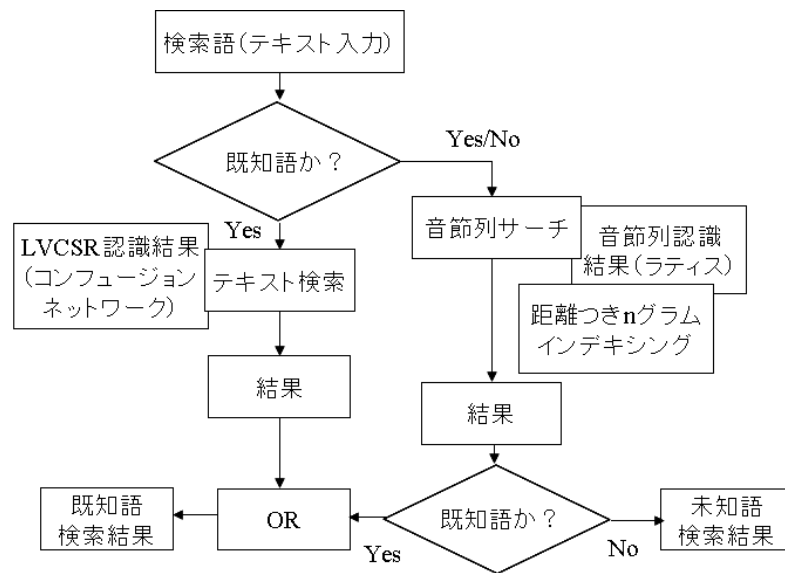 検索語(テキスト入力)
既知語か？
Yes/No
Yes
LVCSR認識結果
(コンフュージョン
ネットワーク)
テキスト検索
音節列サーチ
音節列認識
結果(ラティス)
距離つきnグラム
インデキシング
結果
結果
既知語
検索結果
OR
Yes
既知語か？
No
未知語
検索結果